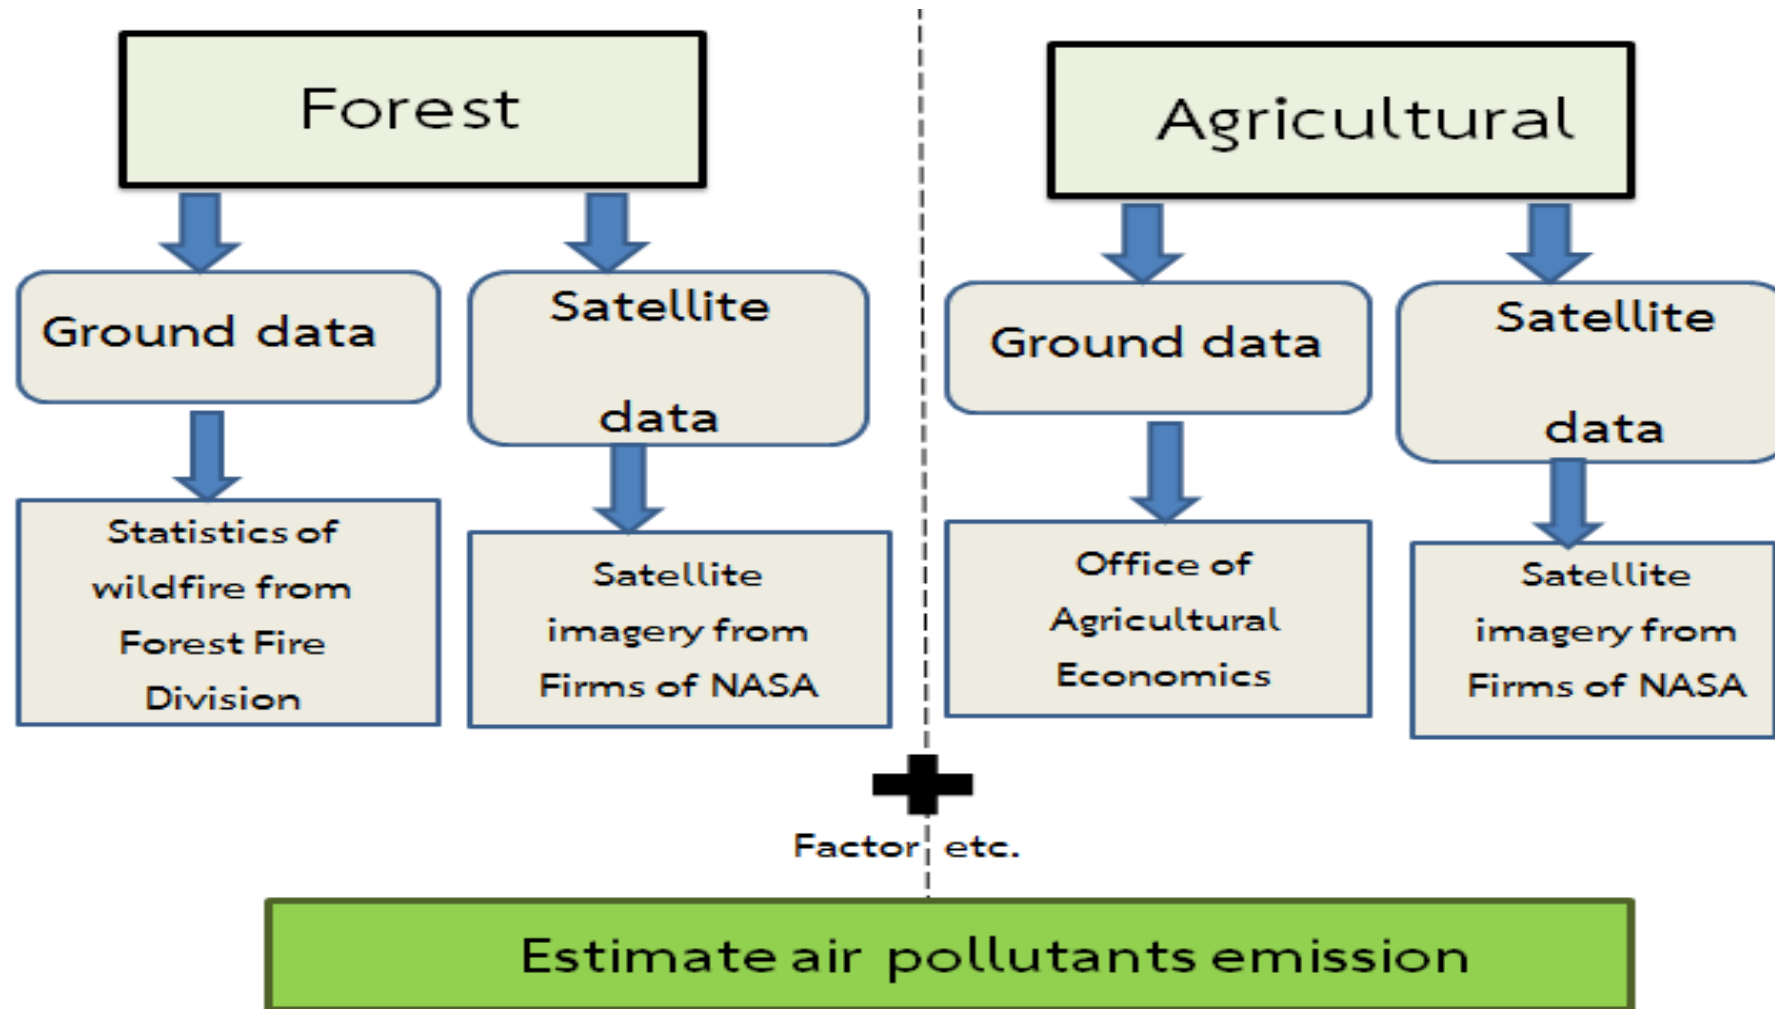 Forest
Agricultural
Ground data
Satellite
data
Ground data
Satellite
data
Statistics of
wildfire from
Forest Fire
Division
Satellite
imagery from
Firms of NASA
Office of
Agricultural
Economics
Satellite
imagery from
Firms of NASA
Factor etc.
Estimate air pollutants emission